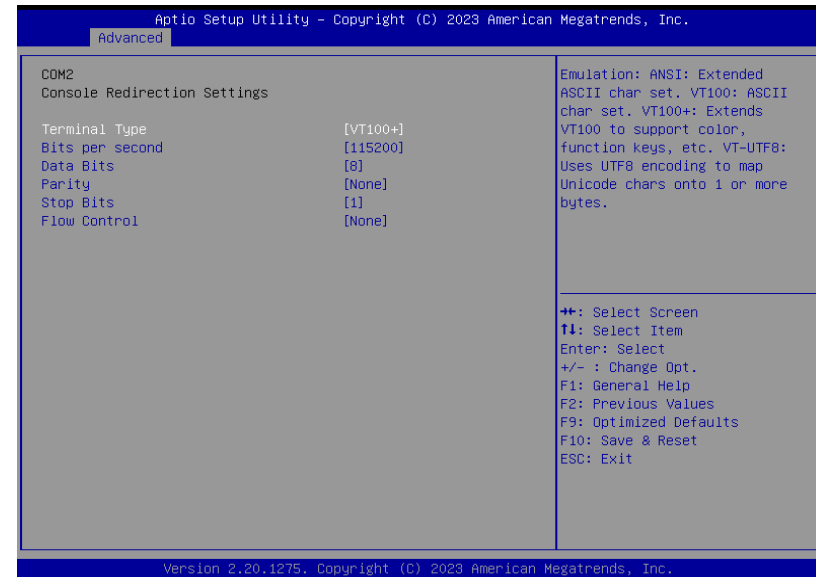 Aptio Setup Utility – Copyright (C) 2023 American Megatrends, Inc.
Advanced
COM2
Console Redirection Settings
Terminal Type [VT100+]
Bits per second [115200]
Data Bits [8]
Parity [None]
Stop Bits [1]
Flow Control [None]
Emulation: ANSI: Extended
ASCII char set. VT100: ASCII
char set. VT100+: Extends
VT100 to support color,
function keys, etc. VT-UTF8:
Uses UTF8 encoding to map
Unicode chars onto 1 or more
bytes.
→←: Select Screen
↑↓: Select Item
Enter: Select
+/- : Change Opt.
F1: General Help
F2: Previous Values
F9: Optimized Defaults
F10: Save & Reset
ESC: Exit
Version 2.20.1275. Copyright (C) 2023 American Megatrends, Inc.